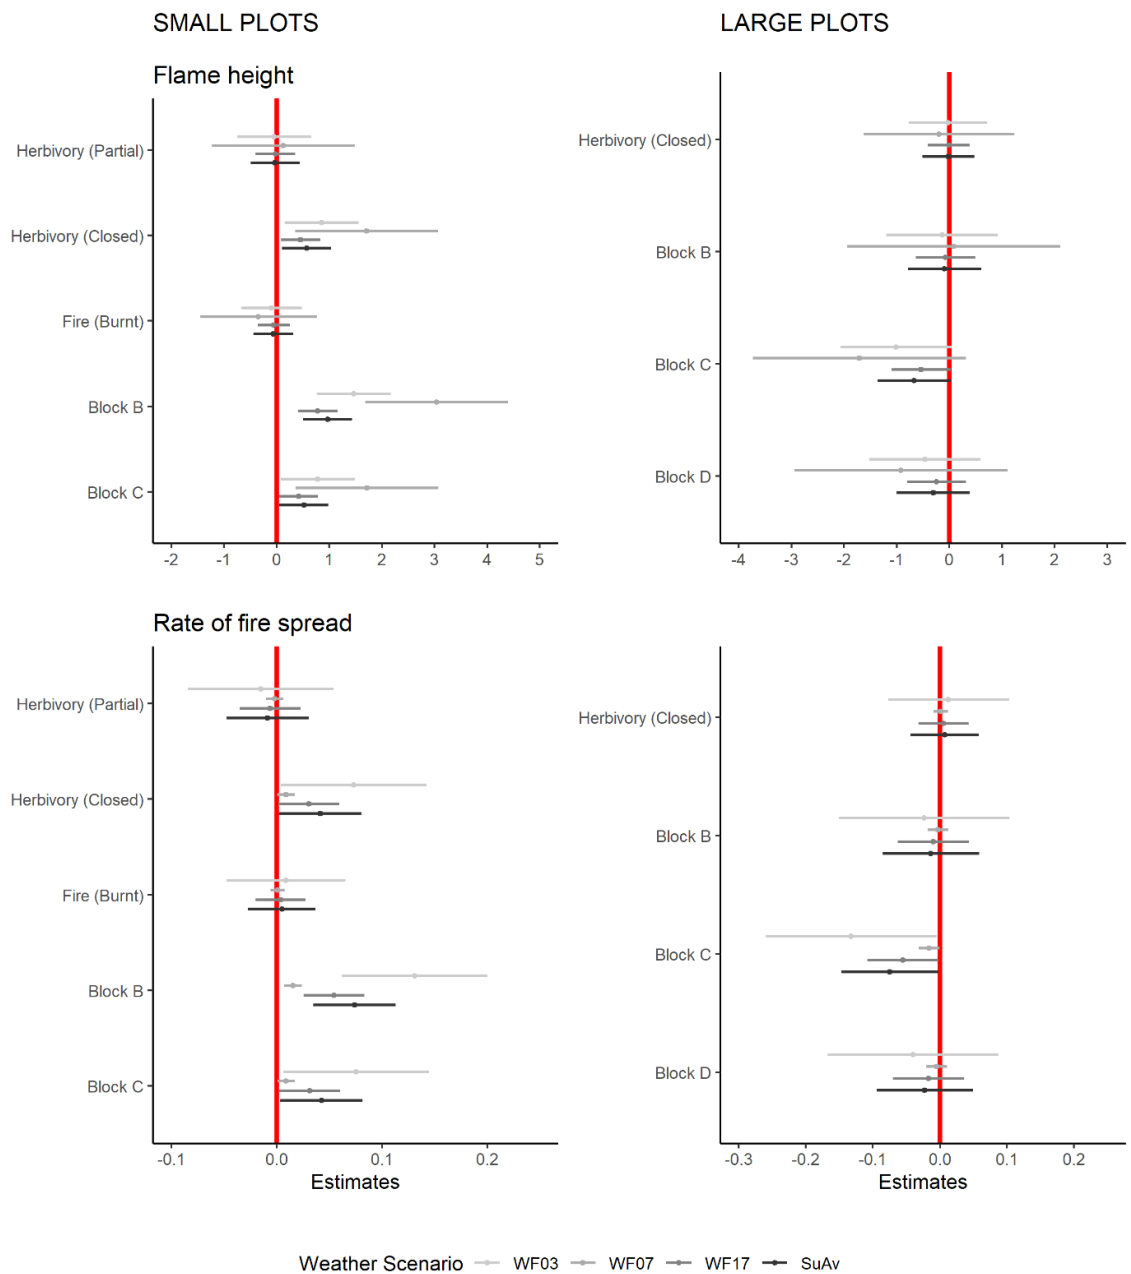 SMALL PLOTS
LARGE PLOTS
Flame height
Herbivory (Partial)
Herbivory (Closed)
Fire (Burnt)
Block B
Block C
-2 -1 0 1 2 3 4 5
Herbivory (Closed)
Block B
Block C
Block D
-4 -3 -2 -1 0 1 2 3
Rate of fire spread
Herbivory (Partial)
Herbivory (Closed)
Fire (Burnt)
Block B
Block C
-0.1 0.0 0.1 0.2
Estimates
Herbivory (Closed)
Block B
Block C
Block D
-0.3 -0.2 -0.1 0.0 0.1 0.2
Estimates
Weather Scenario WF03 WF07 WF17 SuAv